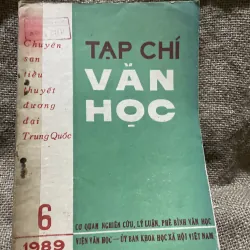 Chuyên
san
tiểu
thuyết
đương
đại
Trung Quốc
TẠP CHÍ
VĂN
HỌC
6
1989
CƠ QUAN NGHIÊN CỨU, LÝ LUẬN, PHÊ BÌNH VĂN HỌC.
VIỆN VĂN HỌC — ỦY BAN KHOA HỌC XÃ HỘI VIỆT NAM